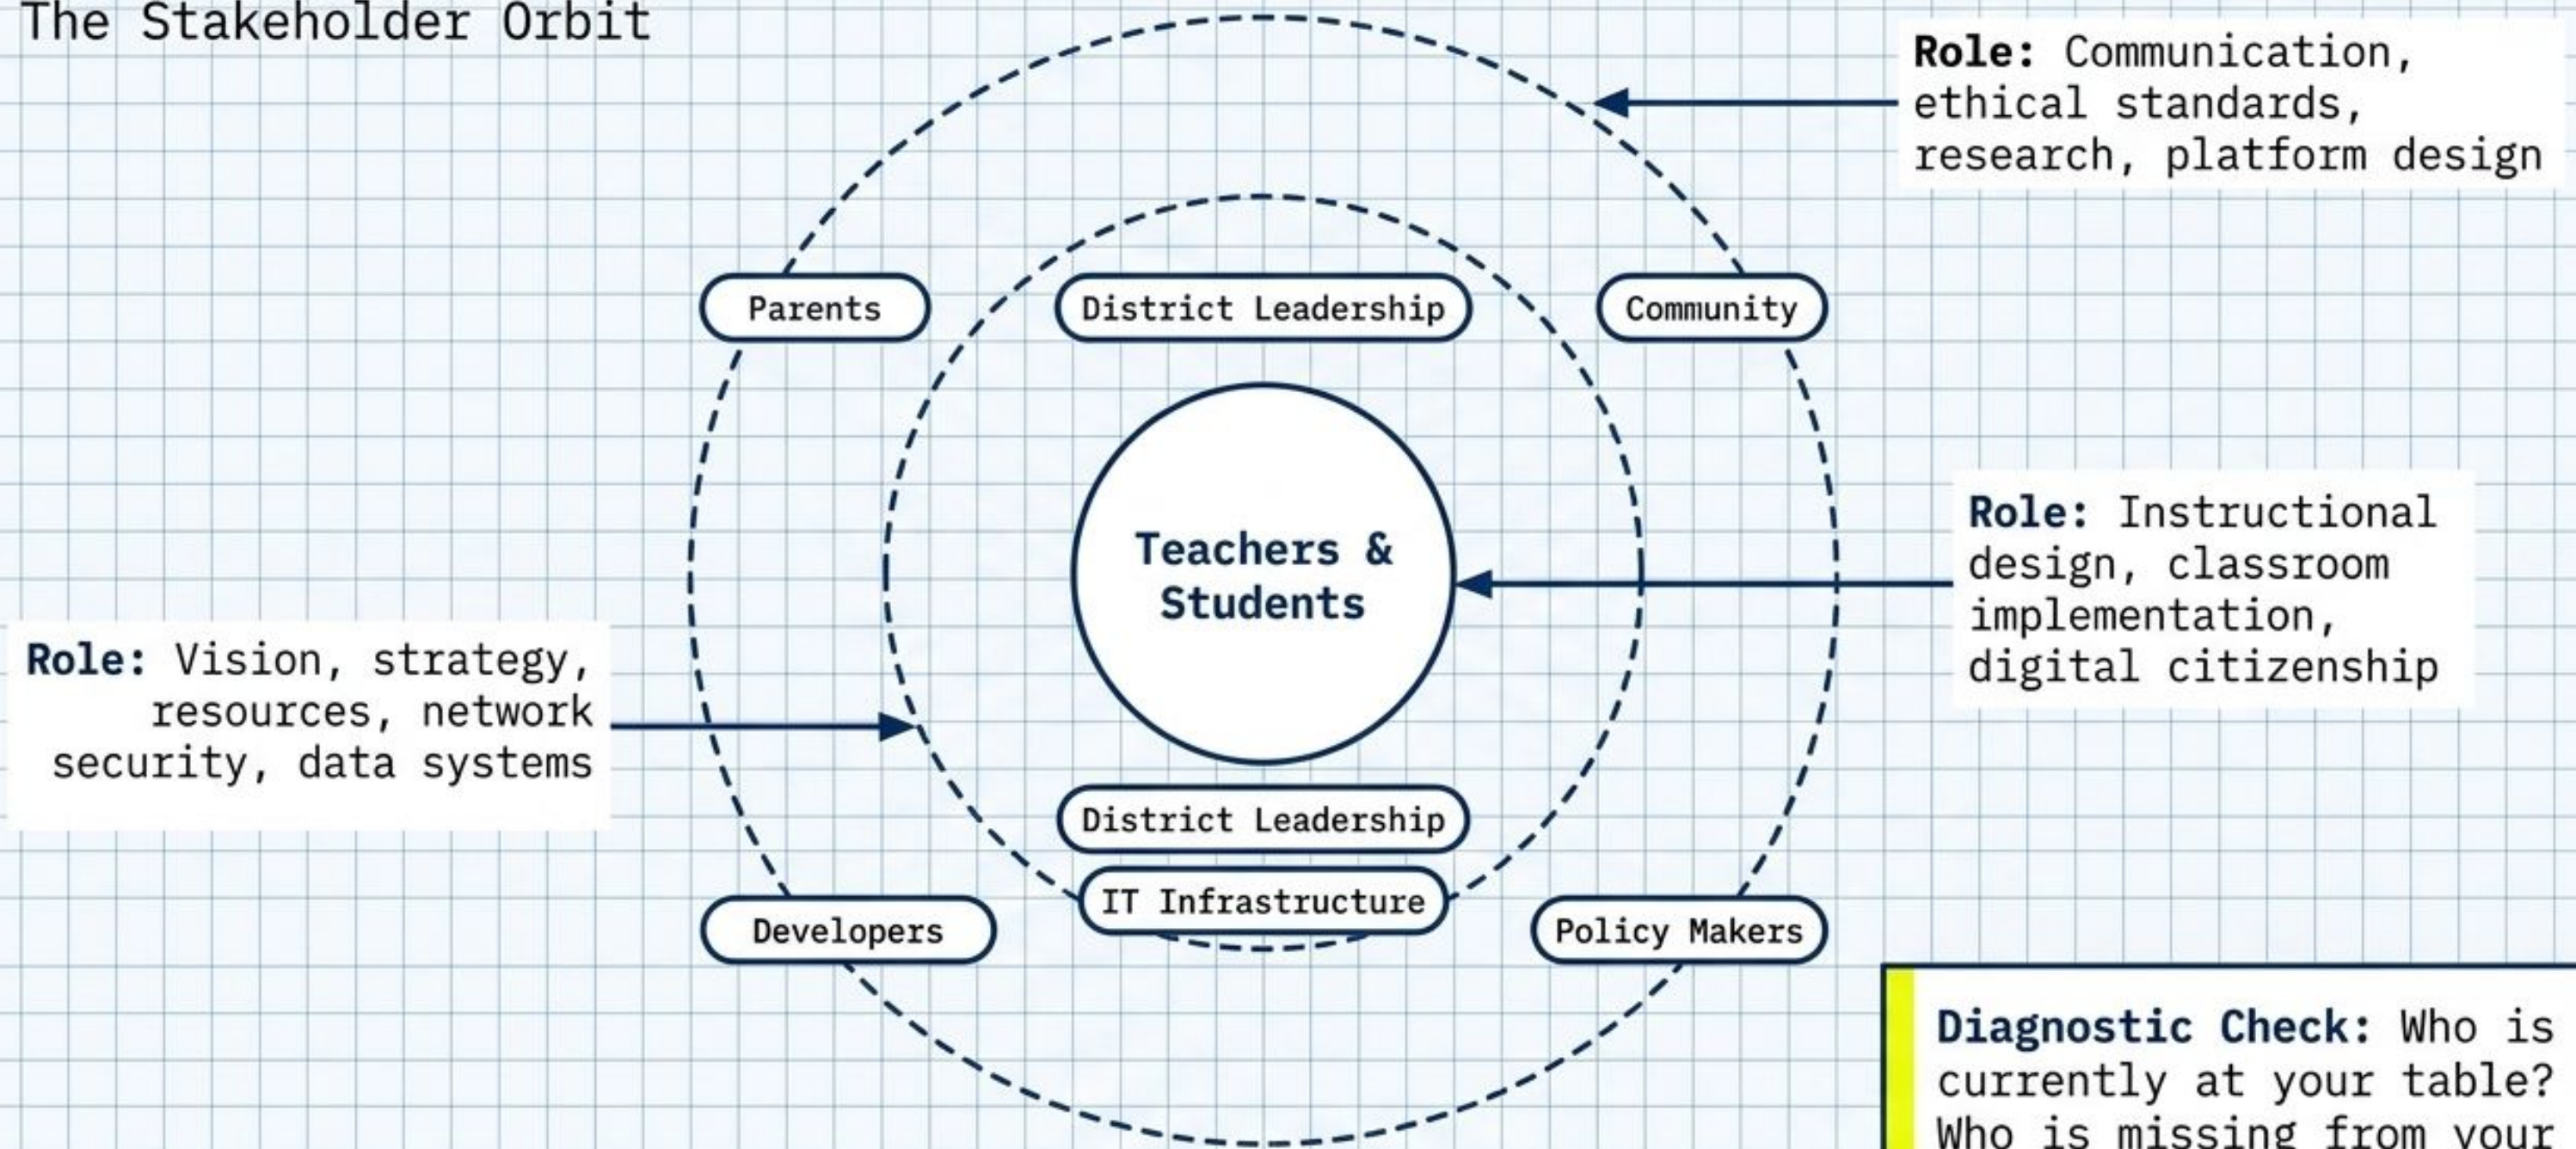 The Stakeholder Orbit
Role: Communication,
ethical standards,
research, platform design
Parents
District Leadership
Community
Teachers &
Students
Role: Instructional
design, classroom
implementation,
digital citizenship
Role: Vision, strategy,
resources, network
security, data systems
District Leadership
IT Infrastructure
Developers
Policy Makers
Diagnostic Check: Who is
currently at your table?
Who is missing from your